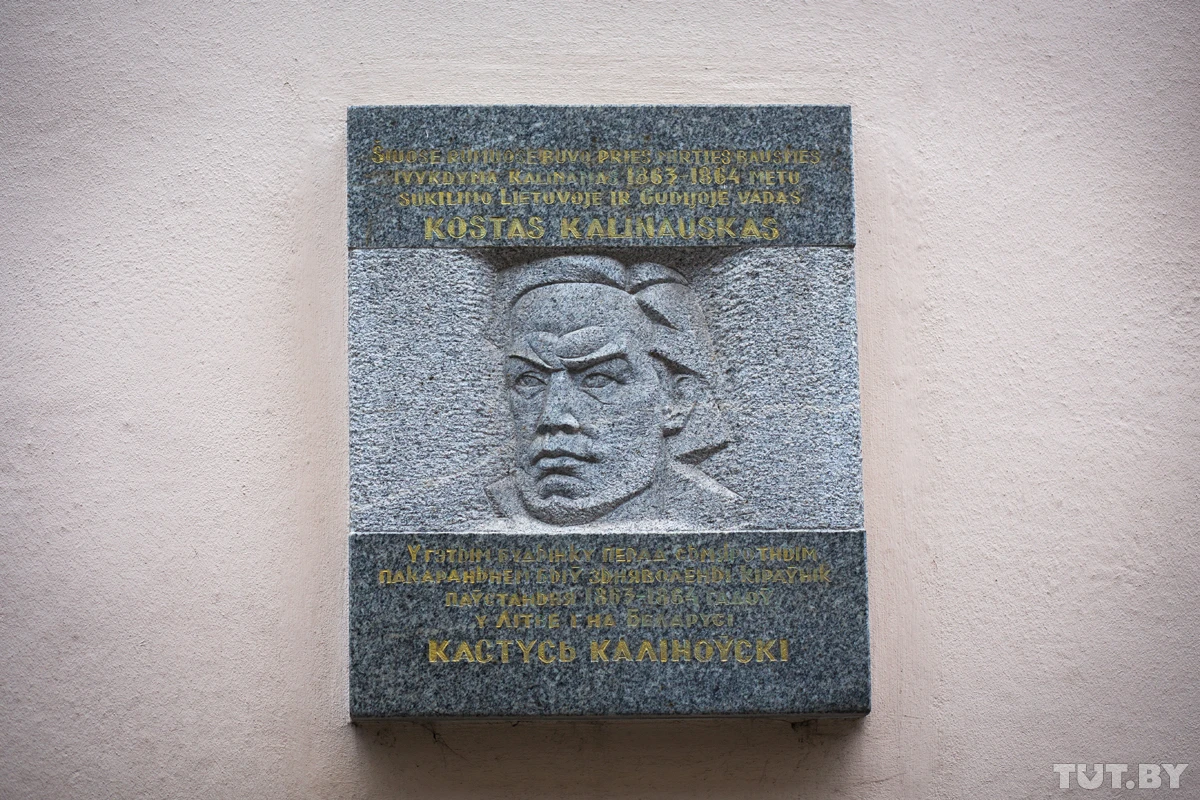 ŠIUOSE RŪMUOSE BUVO PRIEŠ MIRTIES BAUSMĖS
ĮVYKDYMĄ KALINAMAS 1863-1864 METŲ
SUKILIMO LIETUVOJE IR GUDIJOJE VADAS
KOSTAS KALINAUSKAS
У ГЭТЫМ БУДЫНКУ ПЕРАД СМЯРОТНЫМ
ПАКАРАННЕМ БЫЎ ЗНЯВОЛЕНЫ КІРАЎНІК
ПАЎСТАННЯ 1863-1864 ГАДОЎ
У ЛІТВЕ І НА БЕЛАРУСІ
КАСТУСЬ КАЛІНОЎСКІ
TUT.BY